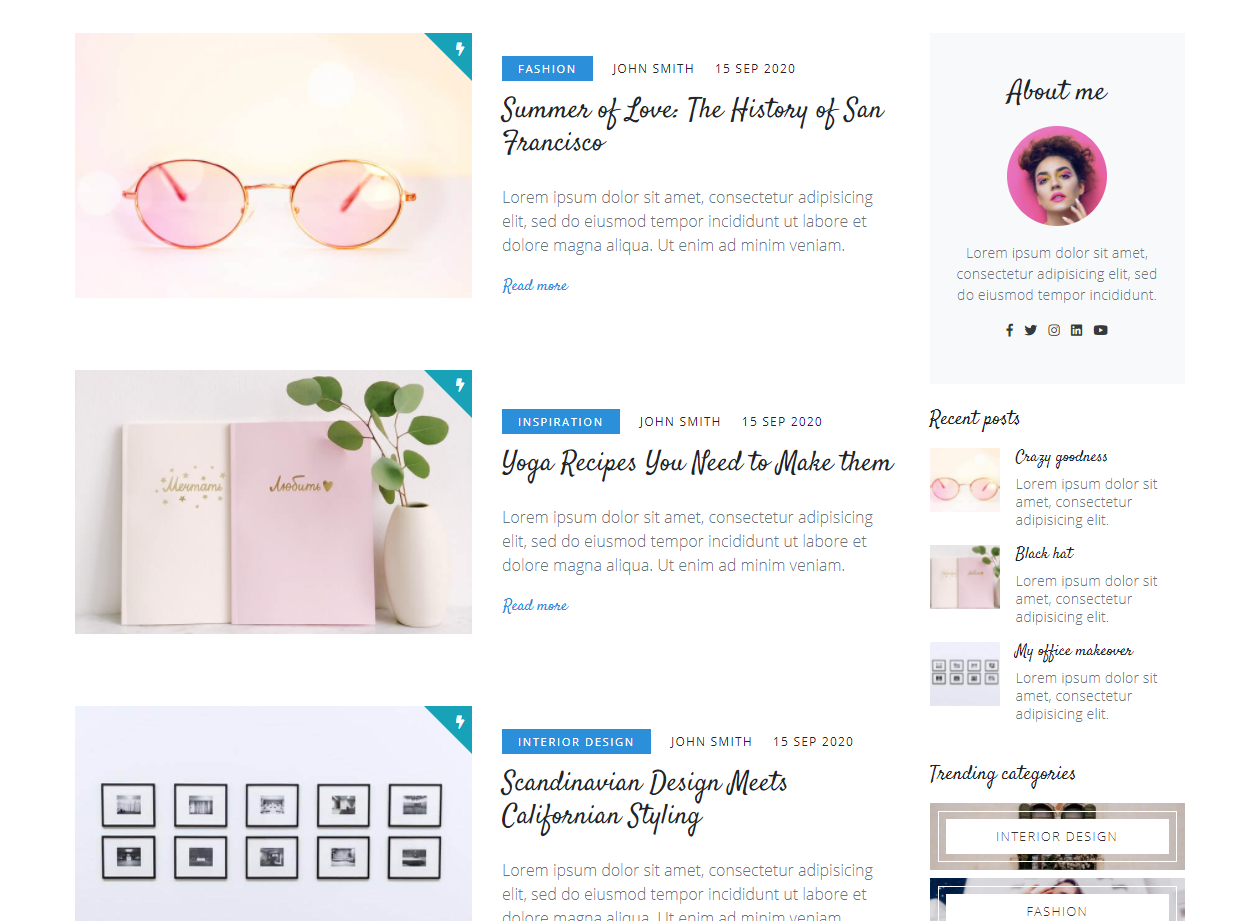 FASHION JOHN SMITH 15 SEP 2020
Summer of Love: The History of San
Francisco
Lorem ipsum dolor sit amet, consectetur adipisicing
elit, sed do eiusmod tempor incididunt ut labore et
dolore magna aliqua. Ut enim ad minim veniam.
Read more
Мечтать
Любить
INSPIRATION JOHN SMITH 15 SEP 2020
Yoga Recipes You Need to Make them
Lorem ipsum dolor sit amet, consectetur adipisicing
elit, sed do eiusmod tempor incididunt ut labore et
dolore magna aliqua. Ut enim ad minim veniam.
Read more
INTERIOR DESIGN JOHN SMITH 15 SEP 2020
Scandinavian Design Meets
Californian Styling
Lorem ipsum dolor sit amet, consectetur adipisicing
elit, sed do eiusmod tempor incididunt ut labore et
dolore magna aliqua. Ut enim ad minim veniam.
About me
Lorem ipsum dolor sit amet,
consectetur adipisicing elit, sed
do eiusmod tempor incididunt.
Recent posts
Crazy goodness
Lorem ipsum dolor sit
amet, consectetur
adipisicing elit.
Black hat
Lorem ipsum dolor sit
amet, consectetur
adipisicing elit.
My office makeover
Lorem ipsum dolor sit
amet, consectetur
adipisicing elit.
Trending categories
INTERIOR DESIGN
FASHION